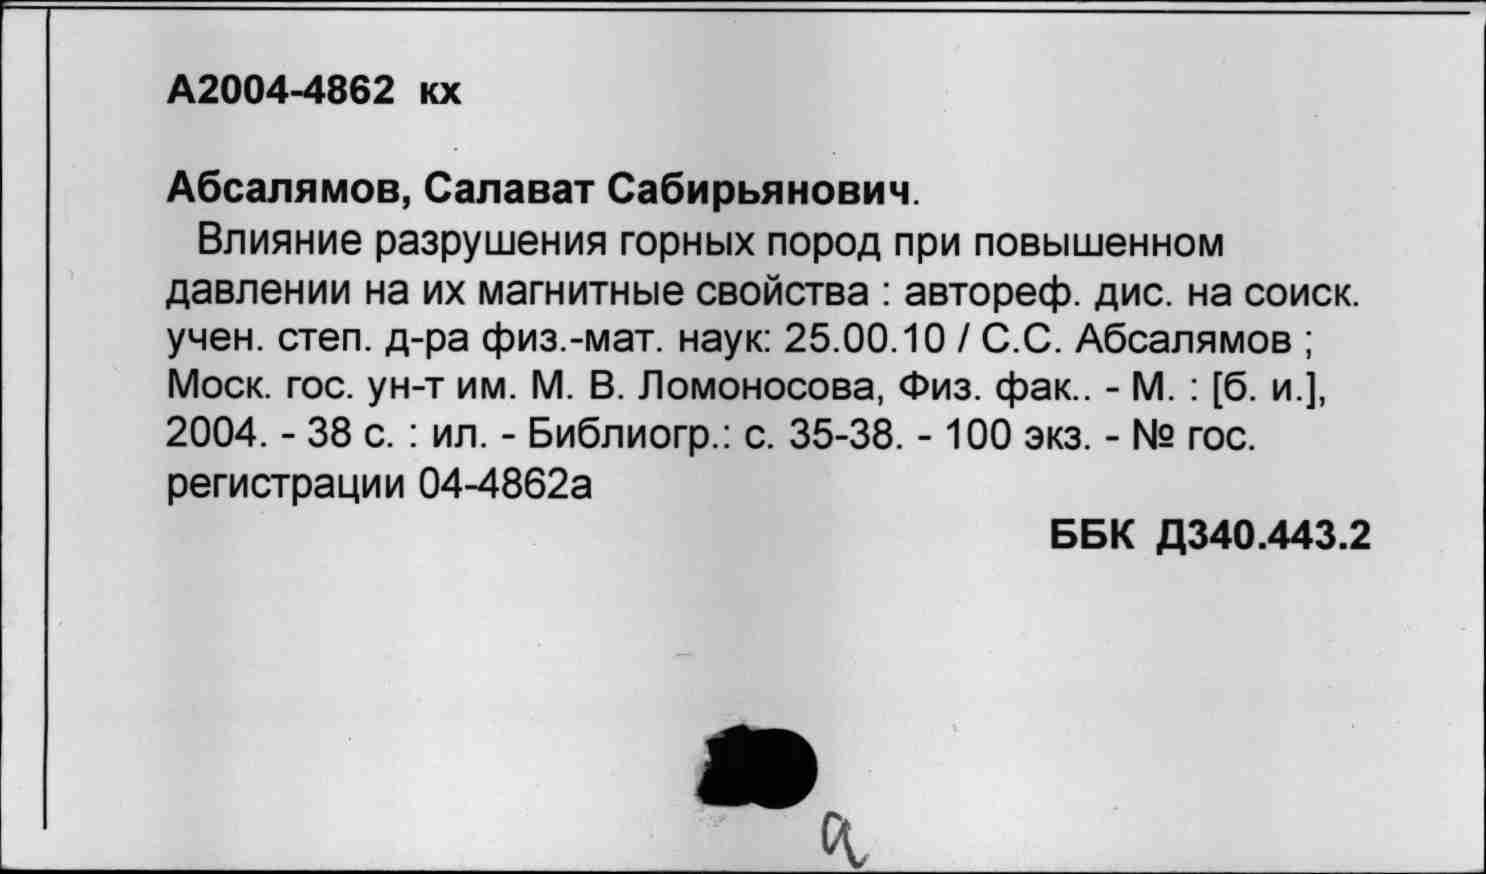 А2004-4862 кх
Абсалямов, Салават Сабирьянович.
Влияние разрушения горных пород при повышенном
давлении на их магнитные свойства : автореф. дис. на соиск.
учен. степ. д-ра физ.-мат. наук: 25.00.10 / С.С. Абсалямов ;
Моск. гос. ун-т им. М. В. Ломоносова, Физ. фак.. - М. : [б. и.],
2004. - 38 с. : ил. - Библиогр.: с. 35-38. - 100 экз. - № гос.
регистрации 04-4862а
ББК Д340.443.2
а